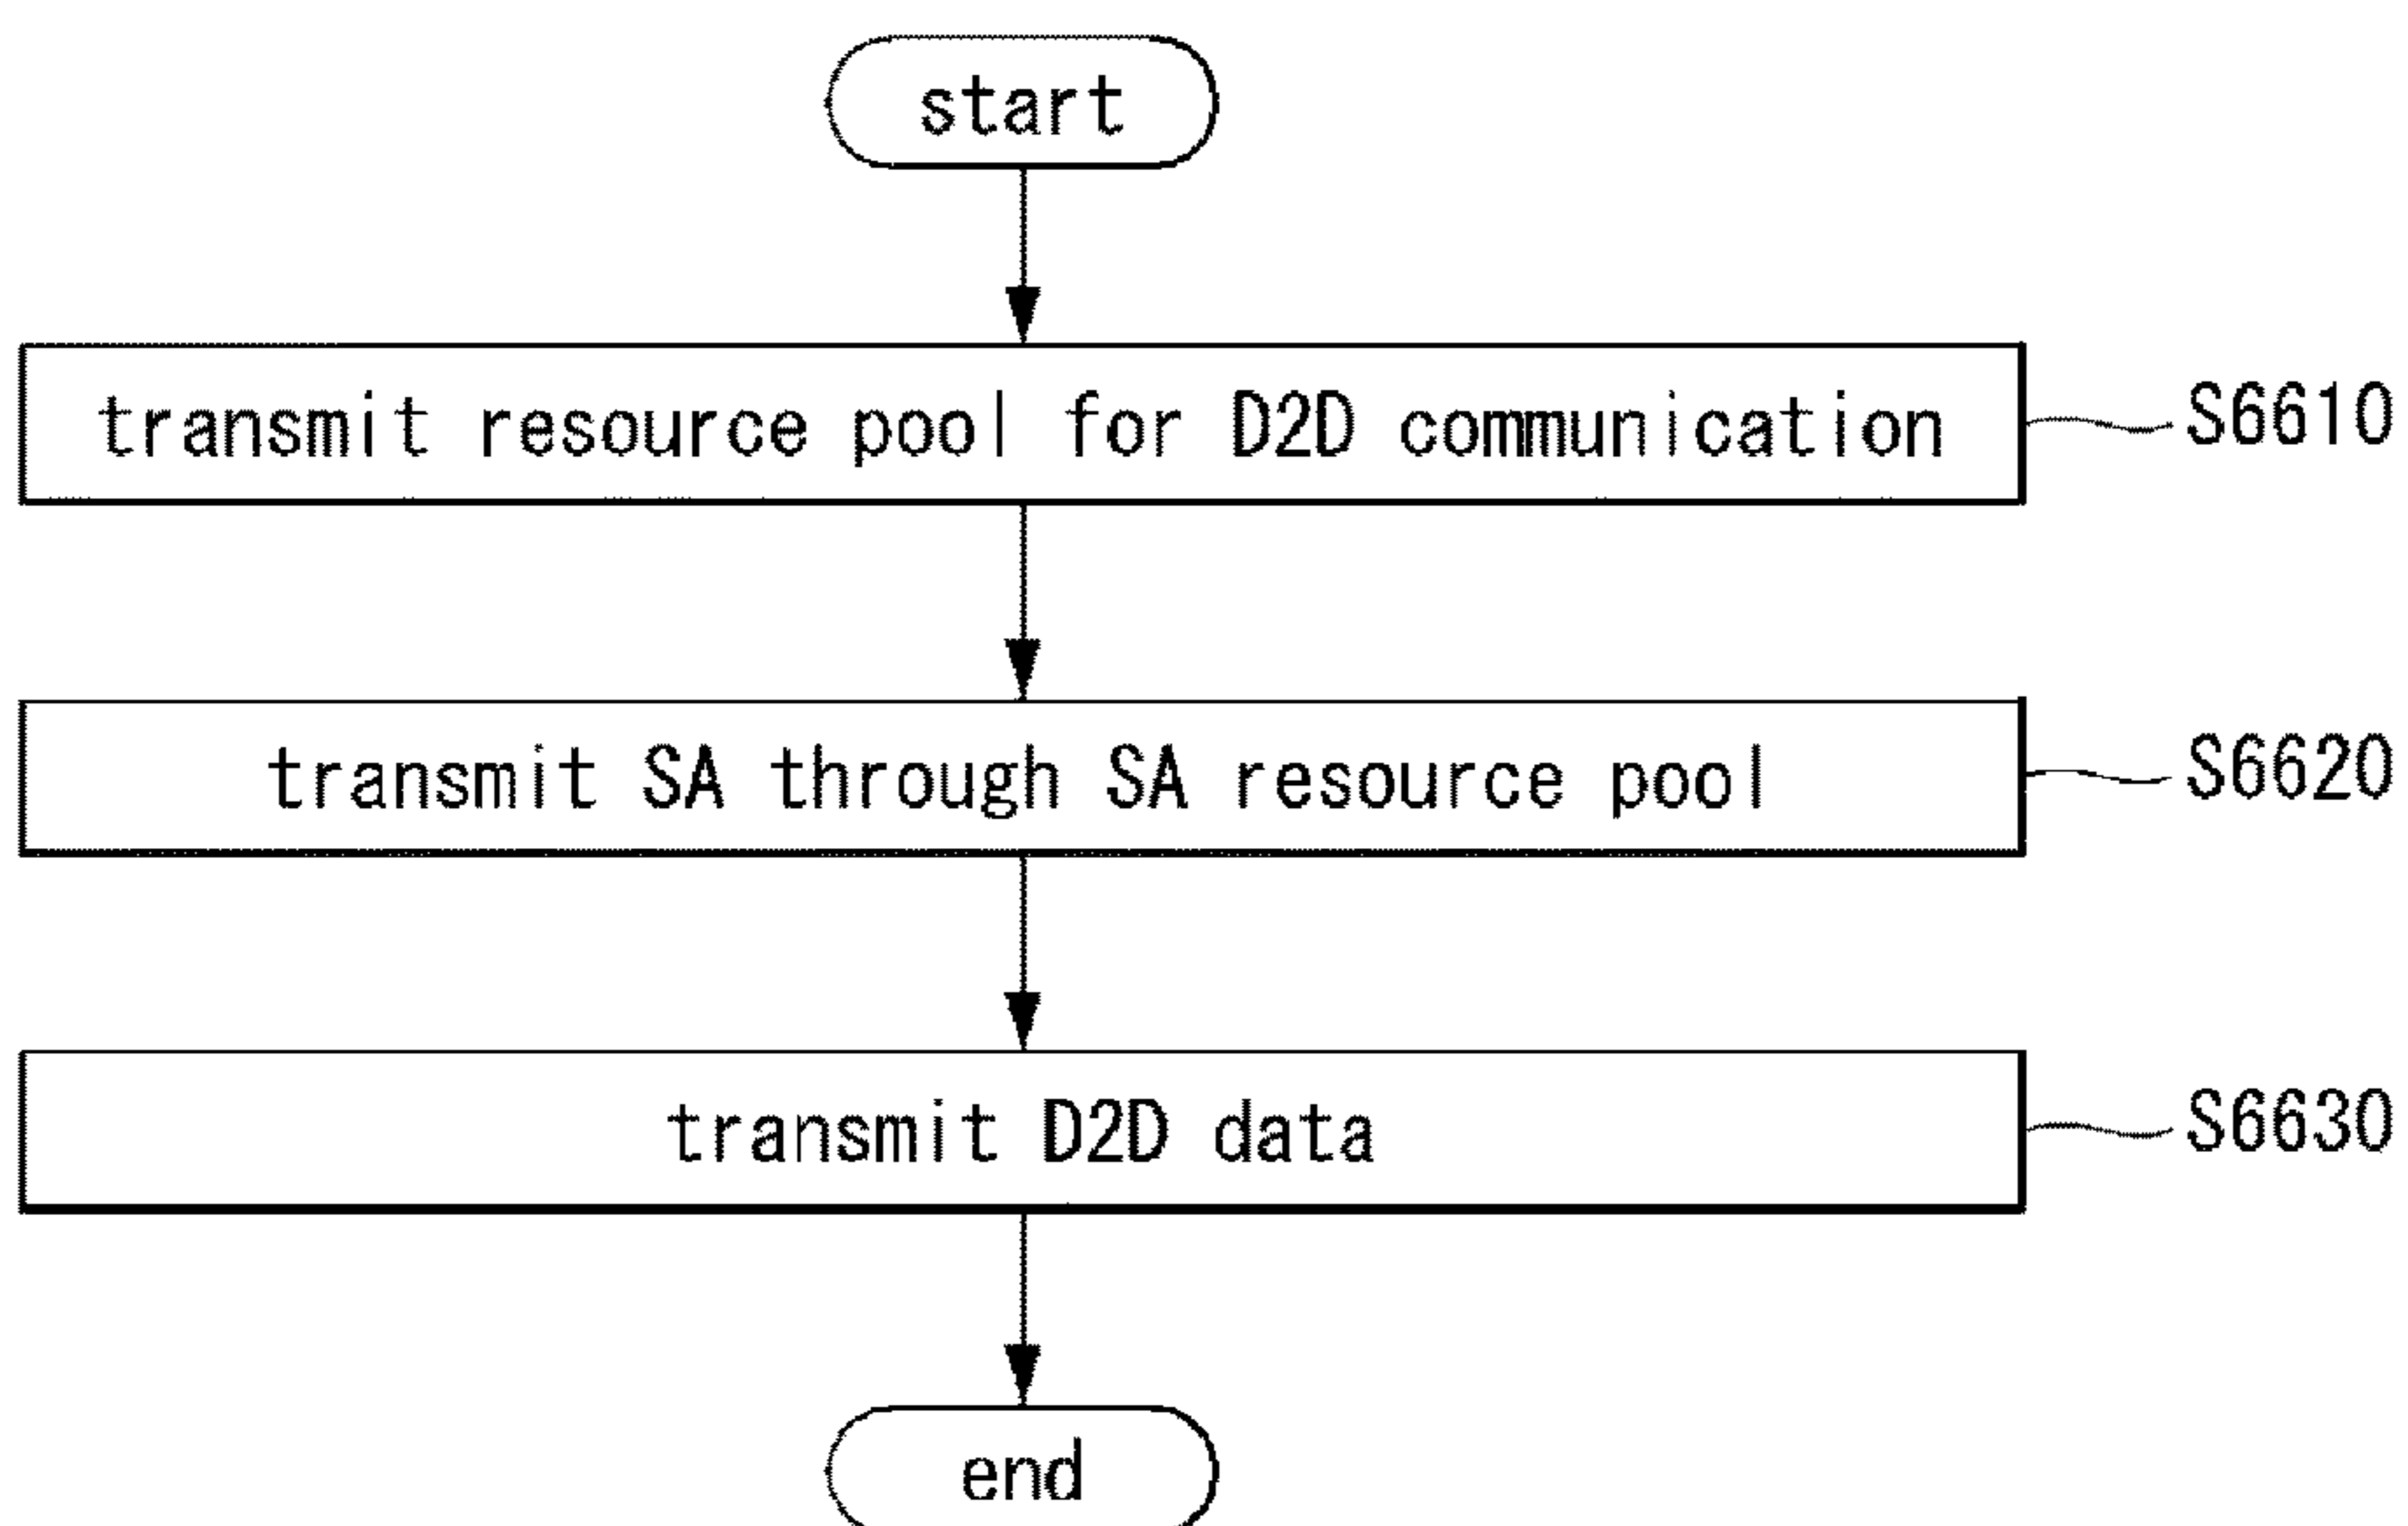 start
transmit resource pool for D2D communication
S6610
transmit SA through SA resource pool
S6620
transmit D2D data
S6630
end